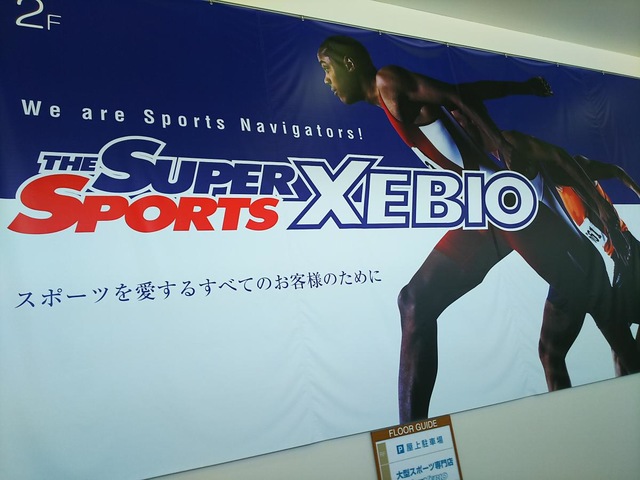 2F
We are Sports Navigators!
THE SUPER SPORTS XEBIO
スポーツを愛するすべてのお客様のために
FLOOR GUIDE
P 屋上駐車場
大型スポーツ専門店